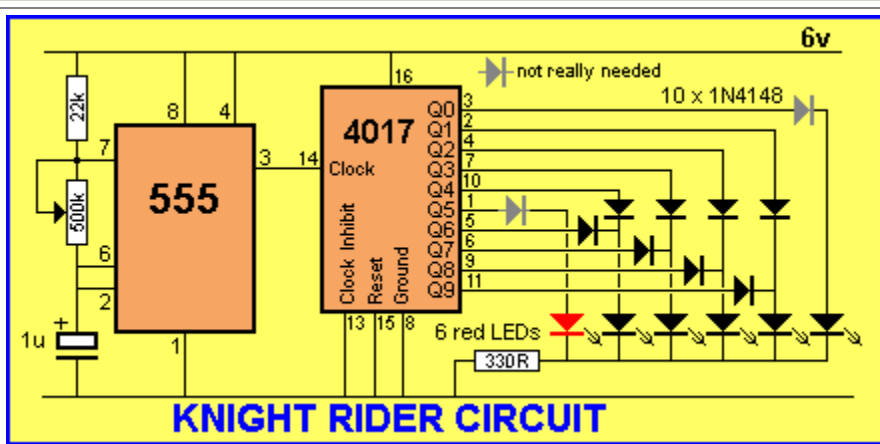 6v
16
not really needed
10 x 1N4148
22k
8
4
7
3
14
555
4017
Clock
Q0
3
Q1
2
Q2
4
Q3
7
Q4
10
Q5
1
Q6
5
Q7
6
Q8
9
Q9
11
500k
6
2
Clock Inhibit
Reset
Ground
13
15
8
6 red LEDs
+
1u
1
330R
KNIGHT RIDER CIRCUIT